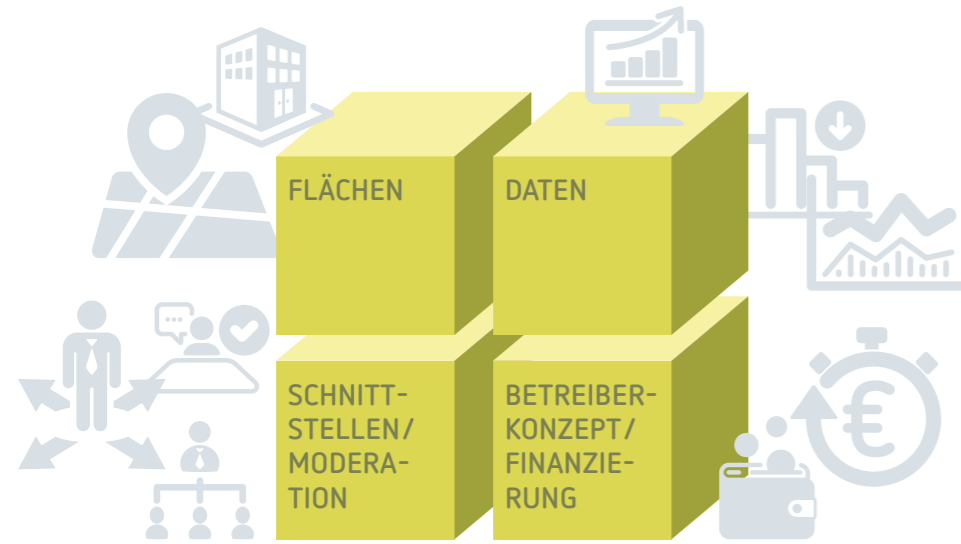 FLÄCHEN
DATEN
SCHNITT-
STELLEN/
MODERA-
TION
BETREIBER-
KONZEPT/
FINANZIE-
RUNG
€